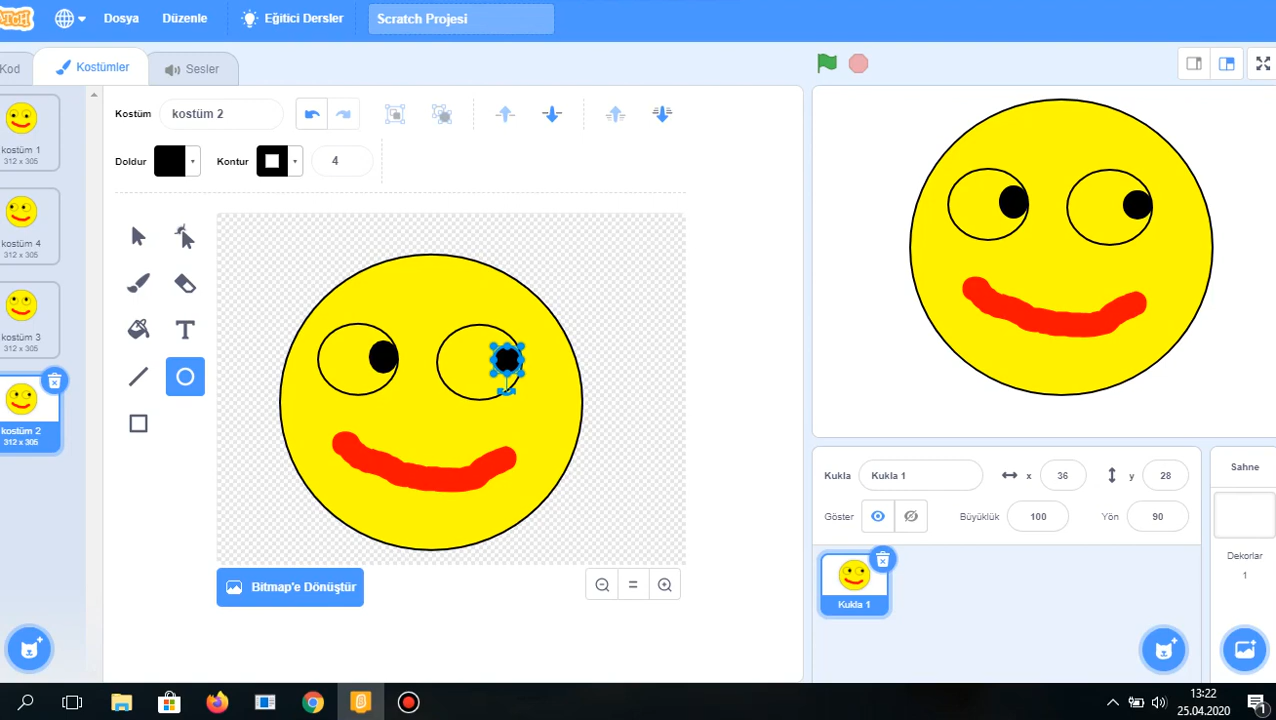 Dosya
Düzenle
Eğitici Dersler
Scratch Projesi
Kod
Kostümler
Sesler
kostüm 1
312 x 305
kostüm 4
312 x 305
kostüm 3
312 x 305
kostüm 2
312 x 305
Kostüm
kostüm 2
Doldur
Kontur
4
Bitmap'e Dönüştür
Kukla
Kukla 1
x
36
y
28
Göster
Büyüklük
100
Yön
90
Kukla 1
Sahne
Dekorlar
1
13:22
25.04.2020
1